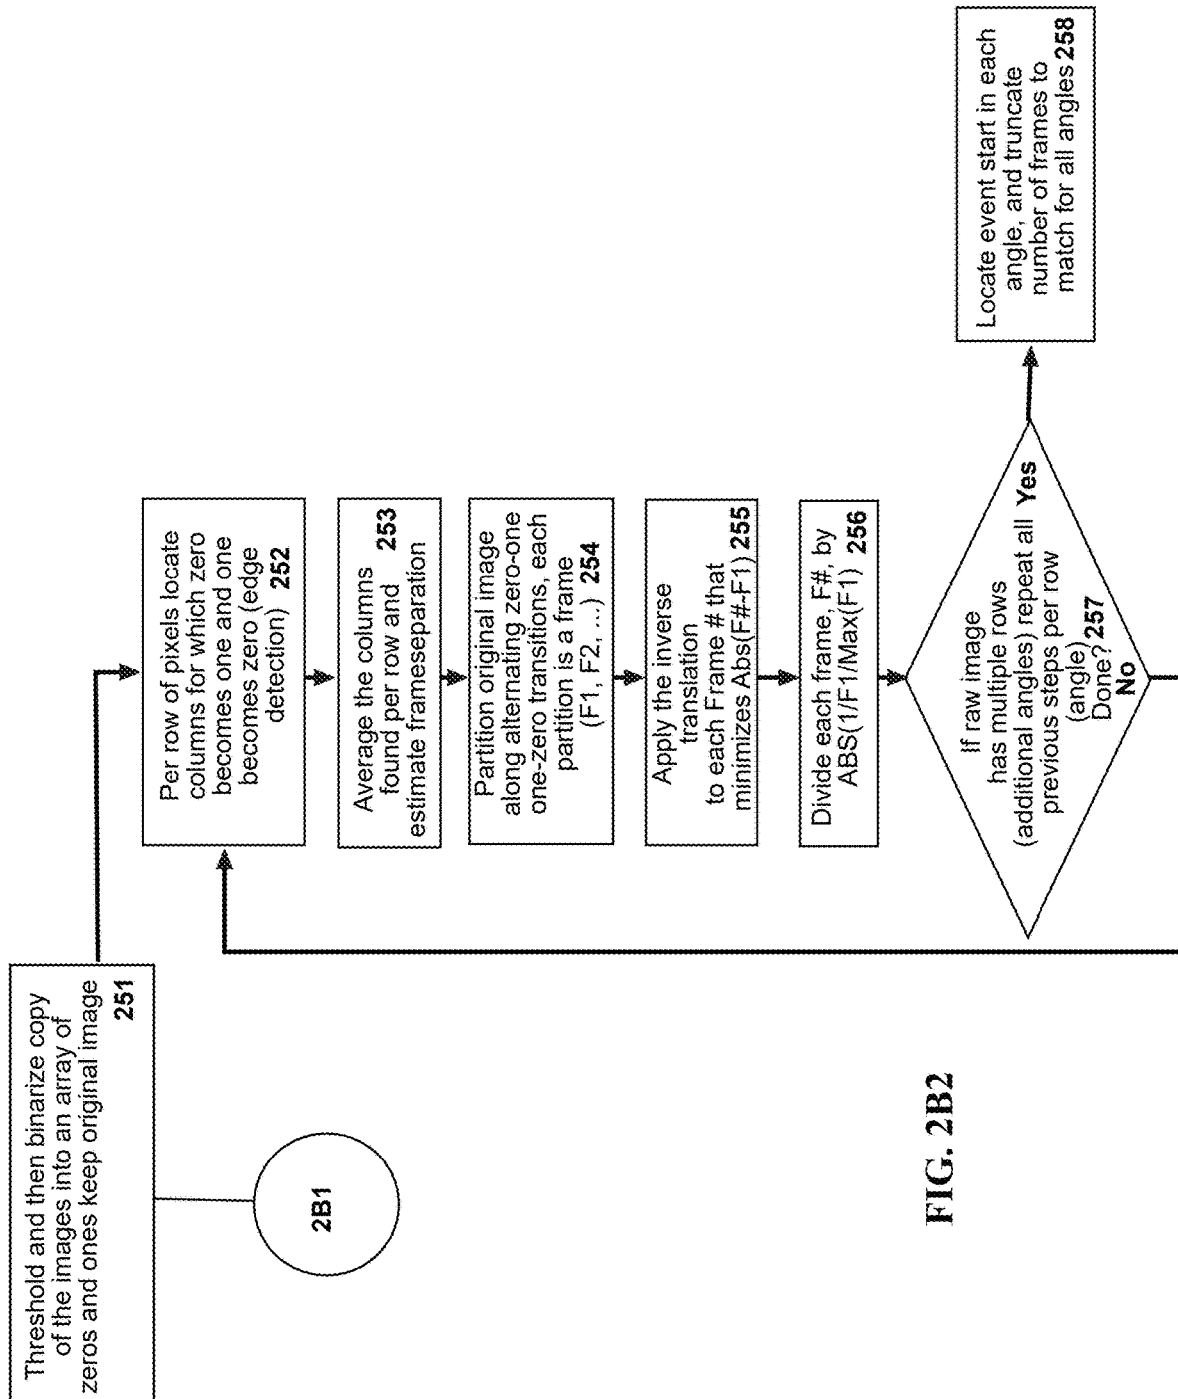 Threshold and then binarize copy
of the images into an array of
zeros and ones keep original image
251
2B1
Per row of pixels locate
columns for which zero
becomes one and one
becomes zero (edge
detection) 252
Average the columns
found per row and 253
estimate frameseparation
Partition original image
along alternating zero-one
one-zero transitions, each
partition is a frame
(F1, F2, ...) 254
Apply the inverse
translation
to each Frame # that
minimizes Abs(F#-F1) 255
Divide each frame, F#, by
ABS(1/F1/Max(F1) 256
If raw image
has multiple rows
(additional angles) repeat all
previous steps per row
(angle)
Done? 257
Yes
No
Locate event start in each
angle, and truncate
number of frames to
match for all angles 258
FIG. 2B2